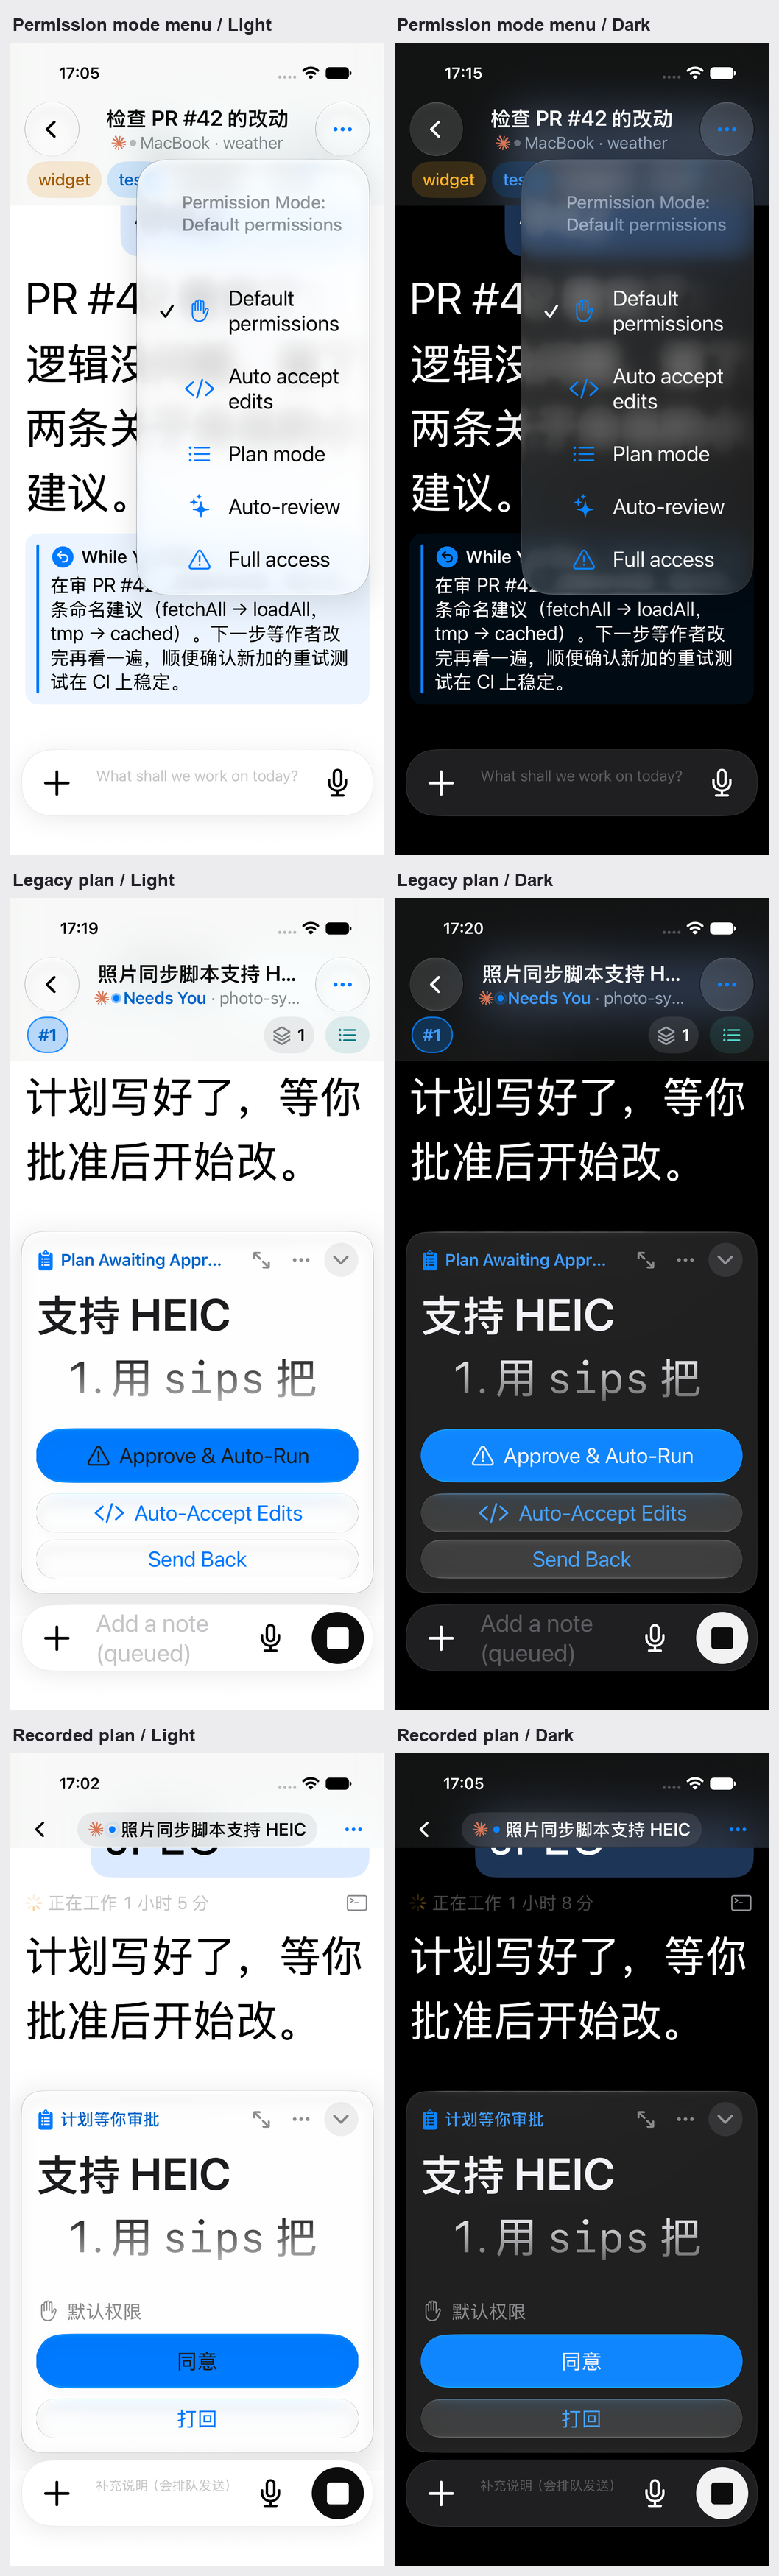 Permission mode menu / Light
17:05
检查 PR #42 的改动
MacBook · weather
widget
tes
Permission Mode:
Default permissions
Default
permissions
Auto accept
edits
Plan mode
Auto-review
Full access
PR #4
逻辑没
两条关
建议。
While Y
在审 PR #42
条命名建议（fetchAll → loadAll,
tmp → cached）。下一步等作者改
完再看一遍，顺便确认新加的重试测
试在 CI 上稳定。
What shall we work on today?
Permission mode menu / Dark
17:15
检查 PR #42 的改动
MacBook · weather
widget
tes
Permission Mode:
Default permissions
Default
permissions
Auto accept
edits
Plan mode
Auto-review
Full access
PR #4
逻辑没
两条关
建议。
While Y
在审 PR #42
条命名建议（fetchAll → loadAll,
tmp → cached）。下一步等作者改
完再看一遍，顺便确认新加的重试测
试在 CI 上稳定。
What shall we work on today?
Legacy plan / Light
17:19
照片同步脚本支持 H...
Needs You · photo-sy...
#1
1
计划写好了，等你
批准后开始改。
Plan Awaiting Appr...
支持 HEIC
1. 用 sips 把
Approve & Auto-Run
</> Auto-Accept Edits
Send Back
Add a note
(queued)
Legacy plan / Dark
17:20
照片同步脚本支持 H...
Needs You · photo-sy...
#1
1
计划写好了，等你
批准后开始改。
Plan Awaiting Appr...
支持 HEIC
1. 用 sips 把
Approve & Auto-Run
</> Auto-Accept Edits
Send Back
Add a note
(queued)
Recorded plan / Light
17:02
照片同步脚本支持 HEIC
正在工作 1 小时 5 分
计划写好了，等你
批准后开始改。
计划等你审批
支持 HEIC
1. 用 sips 把
默认权限
同意
打回
补充说明（会排队发送）
Recorded plan / Dark
17:05
照片同步脚本支持 HEIC
正在工作 1 小时 8 分
计划写好了，等你
批准后开始改。
计划等你审批
支持 HEIC
1. 用 sips 把
默认权限
同意
打回
补充说明（会排队发送）